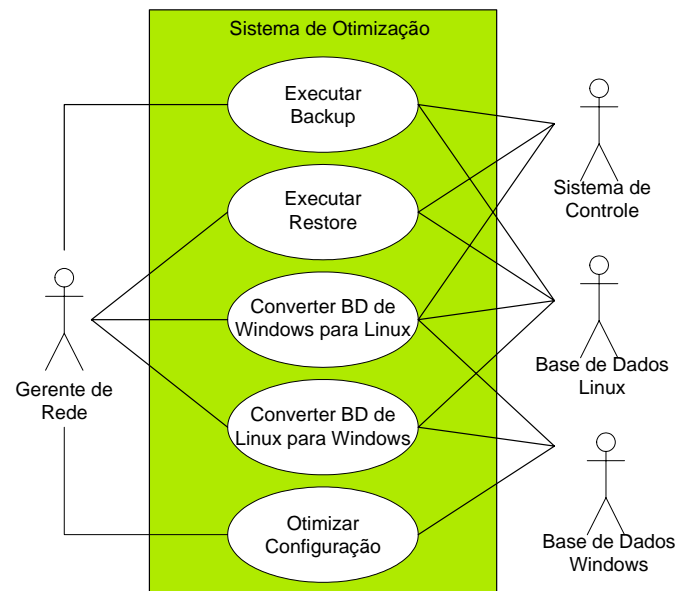 Sistema de Otimização
Executar
Backup
Executar
Restore
Converter BD de
Windows para Linux
Converter BD de
Linux para Windows
Otimizar
Configuração
Gerente de
Rede
Sistema de
Controle
Base de Dados
Linux
Base de Dados
Windows